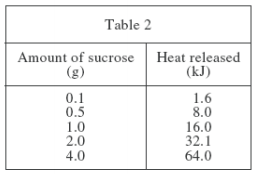 Table 2
Amount of sucrose (g) Heat released (kJ)
0.1 1.6
0.5 8.0
1.0 16.0
2.0 32.1
4.0 64.0